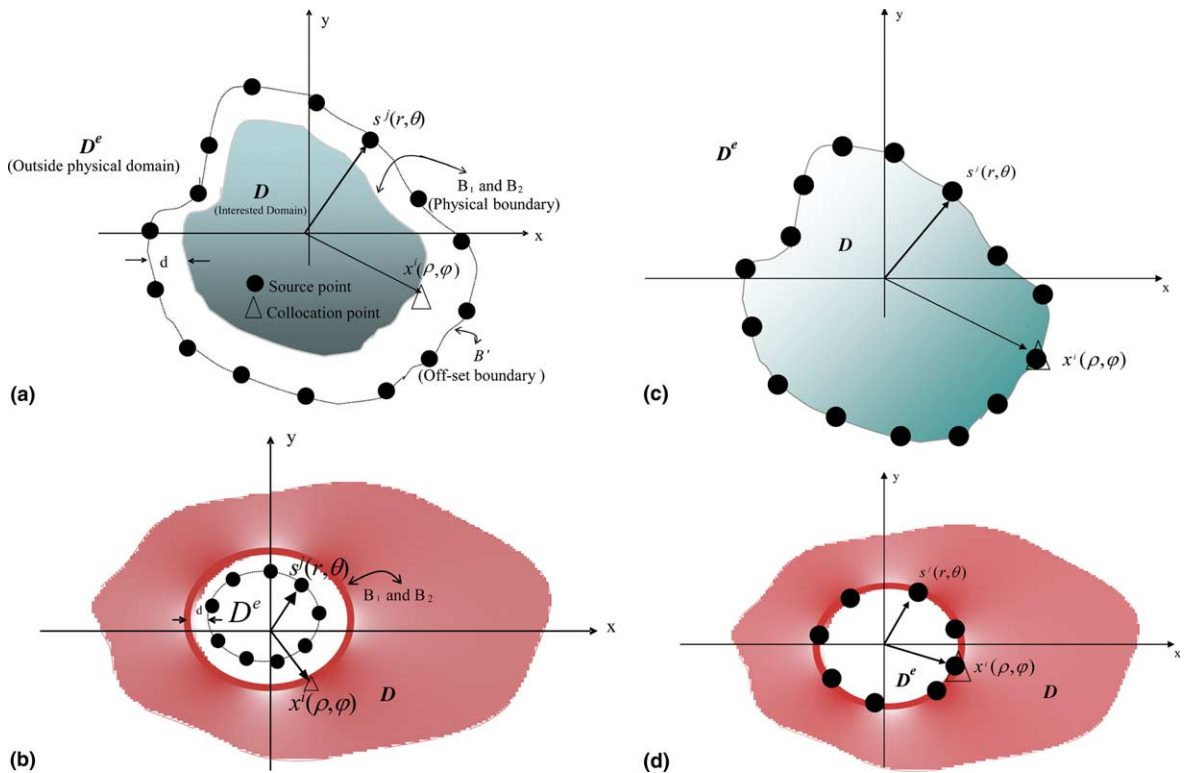 y
s^j(r,θ)
D^e
(Outside physical domain)
B₁ and B₂
(Physical boundary)
D
(Interested Domain)
x
x^i(ρ,φ)
d
Source point
Collocation point
B'
(Off-set boundary )
(a)
y
s^j(r,θ)
B₁ and B₂
d
D^e
x
x^i(ρ,φ)
D
(b)
y
D^e
s^j(r,θ)
D
x
x^i(ρ,φ)
(c)
y
s^j(r,θ)
x
x^i(ρ,φ)
D^e
D
(d)